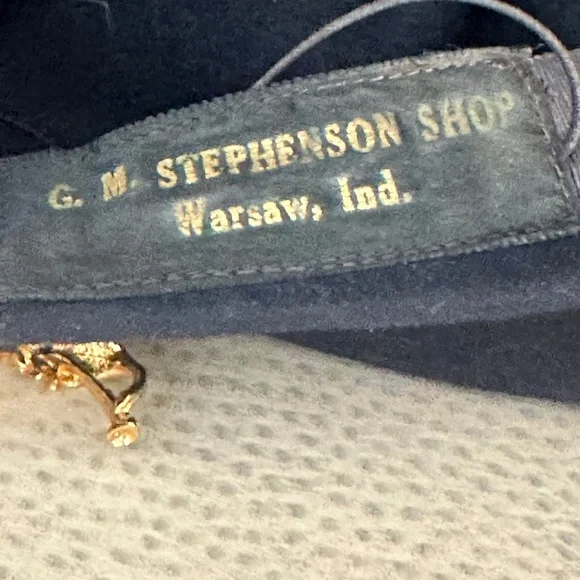 G. M. STEPHENSON SHOP
Warsaw, Ind.